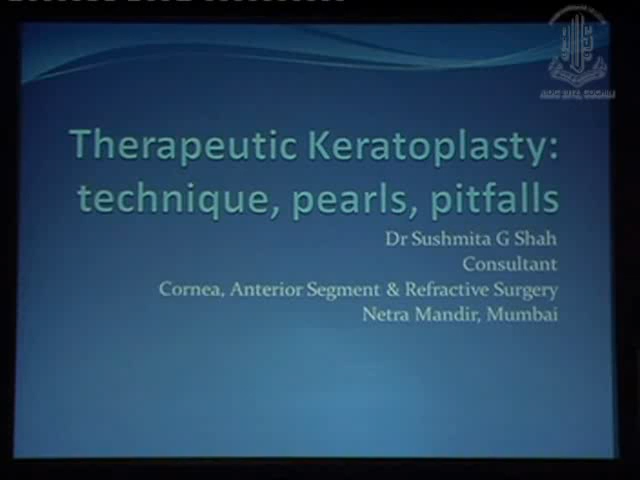 Therapeutic Keratoplasty:
technique, pearls, pitfalls
Dr Sushmita G Shah
Consultant
Cornea, Anterior Segment & Refractive Surgery
Netra Mandir, Mumbai